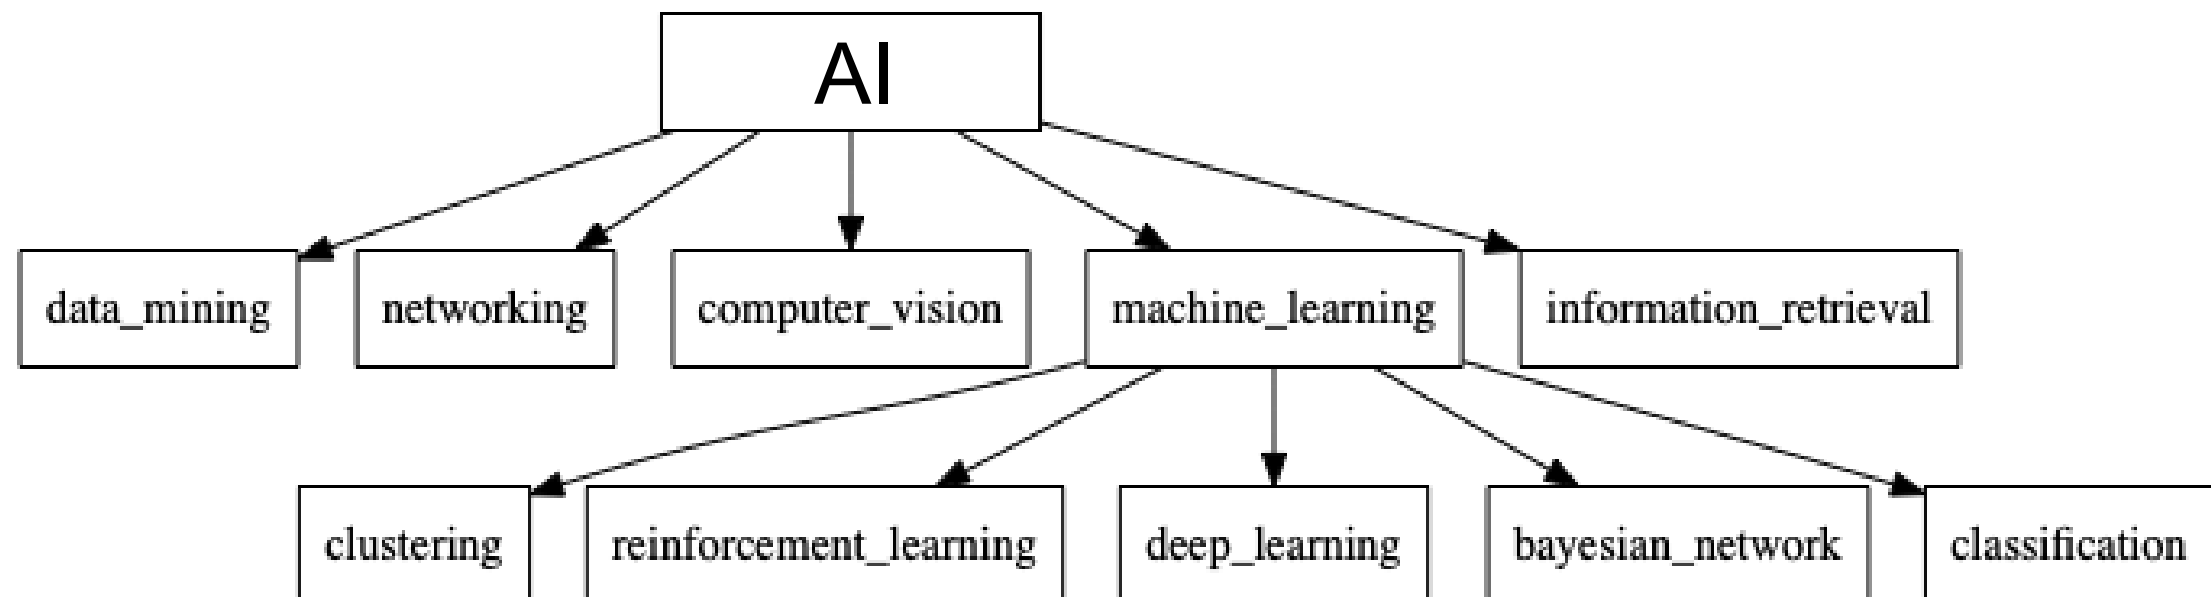 AI
data_mining
networking
computer_vision
machine_learning
information_retrieval
clustering
reinforcement_learning
deep_learning
bayesian_network
classification